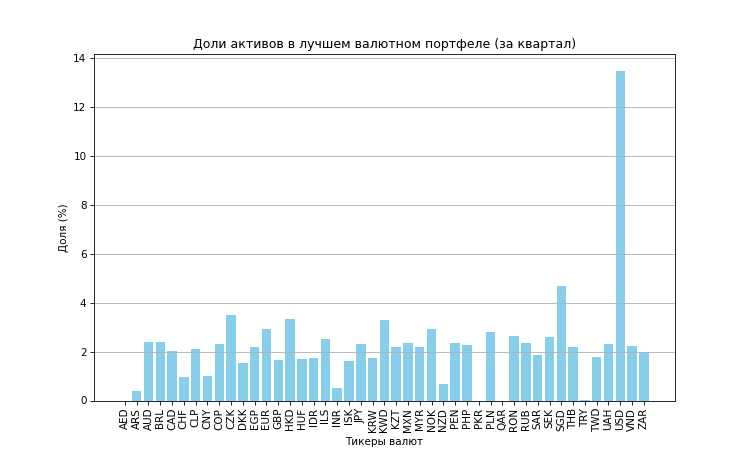 Доли активов в лучшем валютном портфеле (за квартал)
14
12
10
8
6
4
2
0
Доля (%)
AED ARS AUD BRL CAD CHF CLP CNY COP CZK DKK EGP EUR GBP HKD HUF IDR ILS INR ISK JPY KRW KWD KZT MXN MYR NOK NZD PEN PHP PKR PLN QAR RON RUB SAR SEK SGD THB TRY TWD UAH USD VND ZAR
Тикеры валют